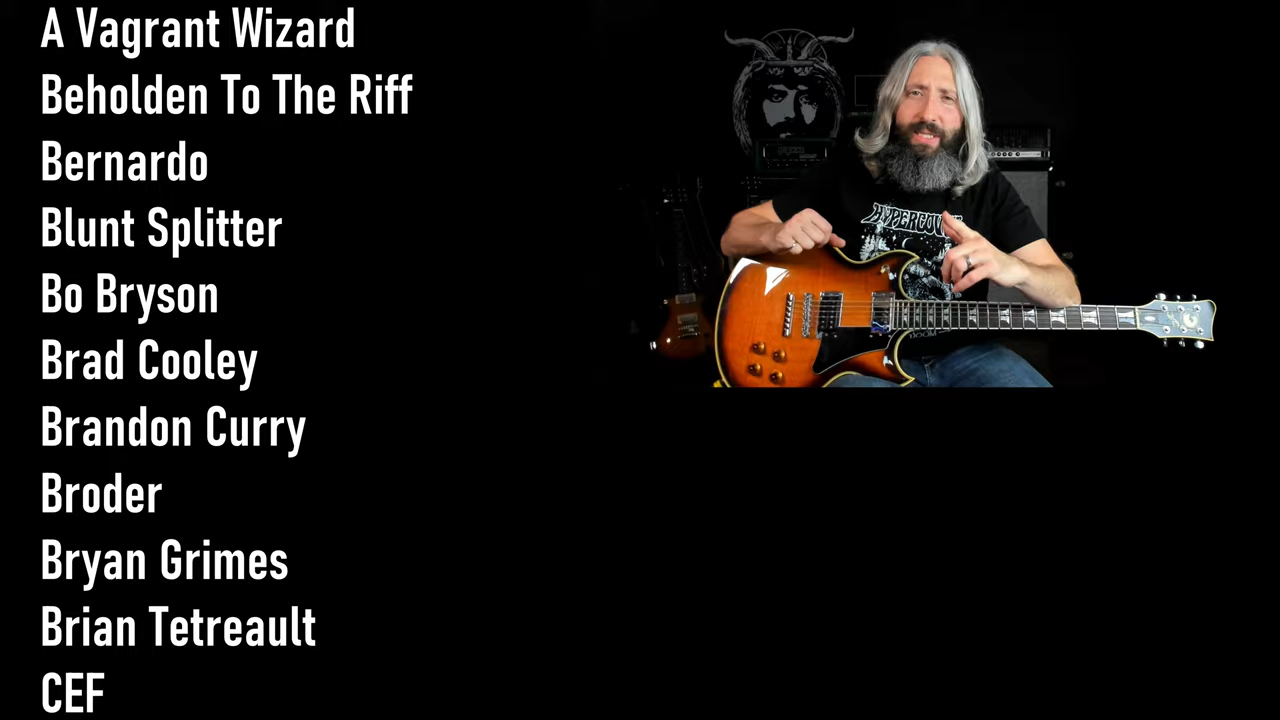 A Vagrant Wizard
Beholden To The Riff
Bernardo
Blunt Splitter
Bo Bryson
Brad Cooley
Brandon Curry
Broder
Bryan Grimes
Brian Tetreault
CEF
DOOM